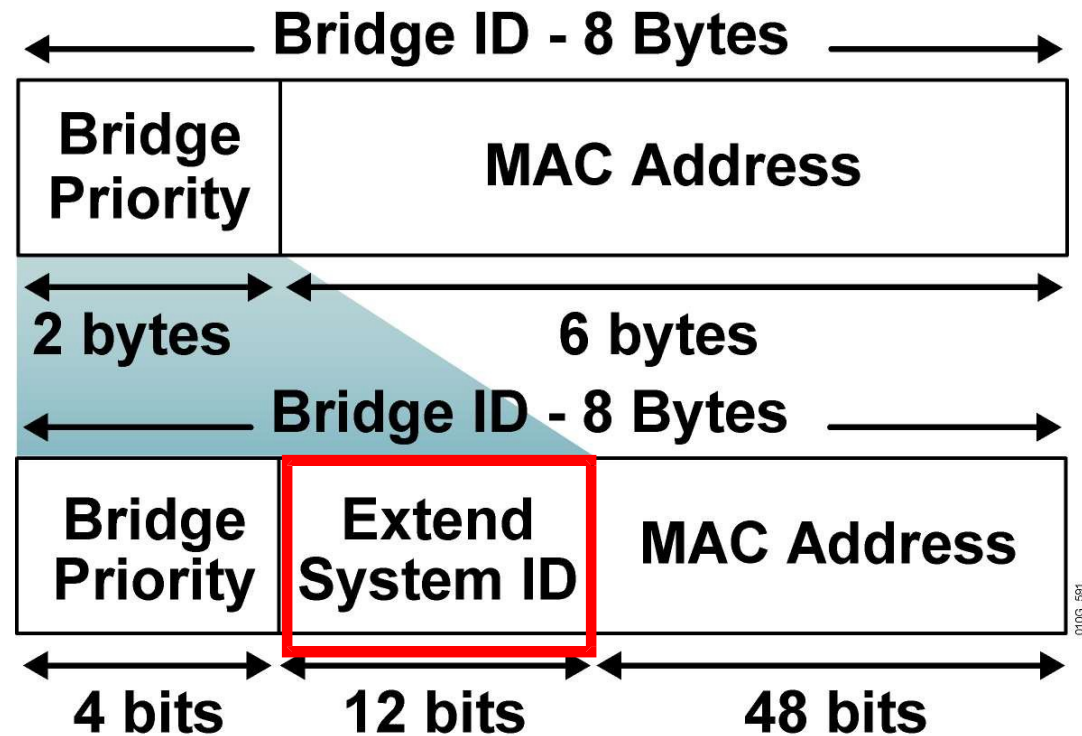 Bridge ID - 8 Bytes
Bridge
Priority
MAC Address
2 bytes
6 bytes
Bridge ID - 8 Bytes
Bridge
Priority
Extend
System ID
MAC Address
4 bits
12 bits
48 bits
010G_591